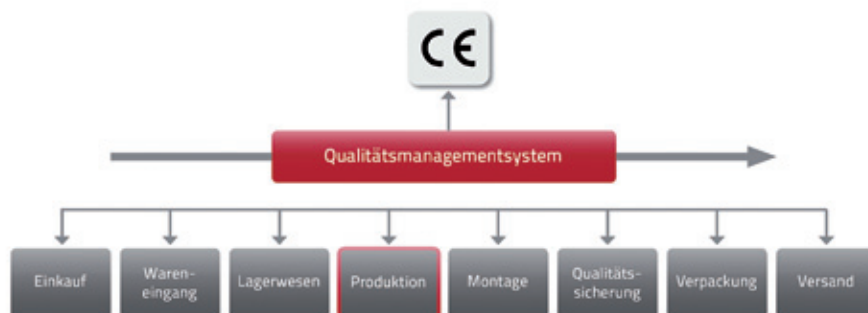 CE
Qualitätsmanagementsystem
Einkauf
Waren-
eingang
Lagerwesen
Produktion
Montage
Qualitäts-
sicherung
Verpackung
Versand